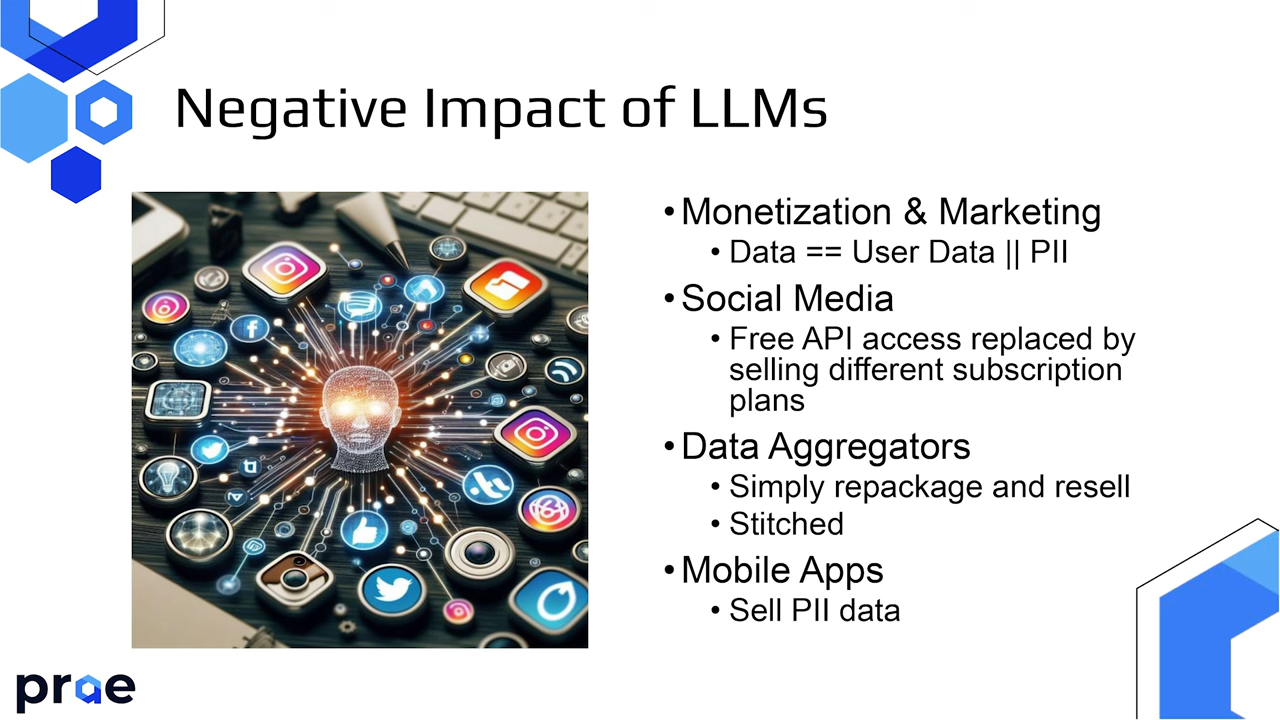 Negative Impact of LLMs
• Monetization & Marketing
• Data == User Data || PII
• Social Media
• Free API access replaced by
selling different subscription
plans
• Data Aggregators
• Simply repackage and resell
• Stitched
• Mobile Apps
• Sell PII data
prae